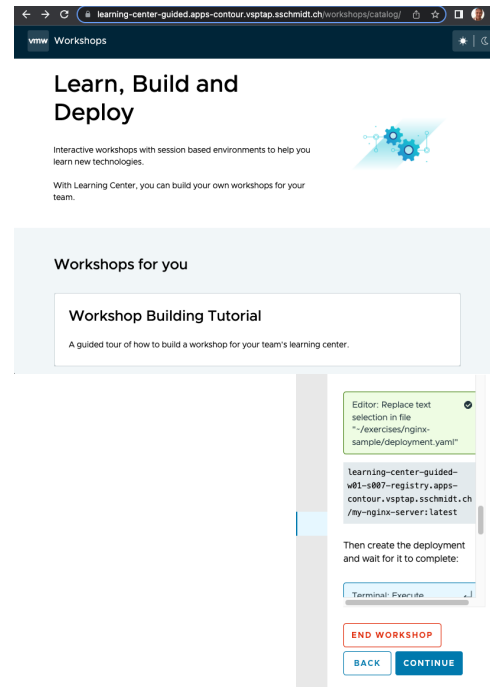 learning-center-guided.apps-contour.vsptap.sschmidt.ch/workshops/catalog/
vmw Workshops
Learn, Build and
Deploy
Interactive workshops with session based environments to help you
learn new technologies.
With Learning Center, you can build your own workshops for your
team.
Workshops for you
Workshop Building Tutorial
A guided tour of how to build a workshop for your team's learning center.
Editor: Replace text
selection in file
"~/exercises/nginx-
sample/deployment.yaml"
learning-center-guided-
w01-s007-registry.apps-
contour.vsptap.sschmidt.ch
/my-nginx-server:latest
Then create the deployment
and wait for it to complete:
Terminal: Execute
END WORKSHOP
BACK CONTINUE